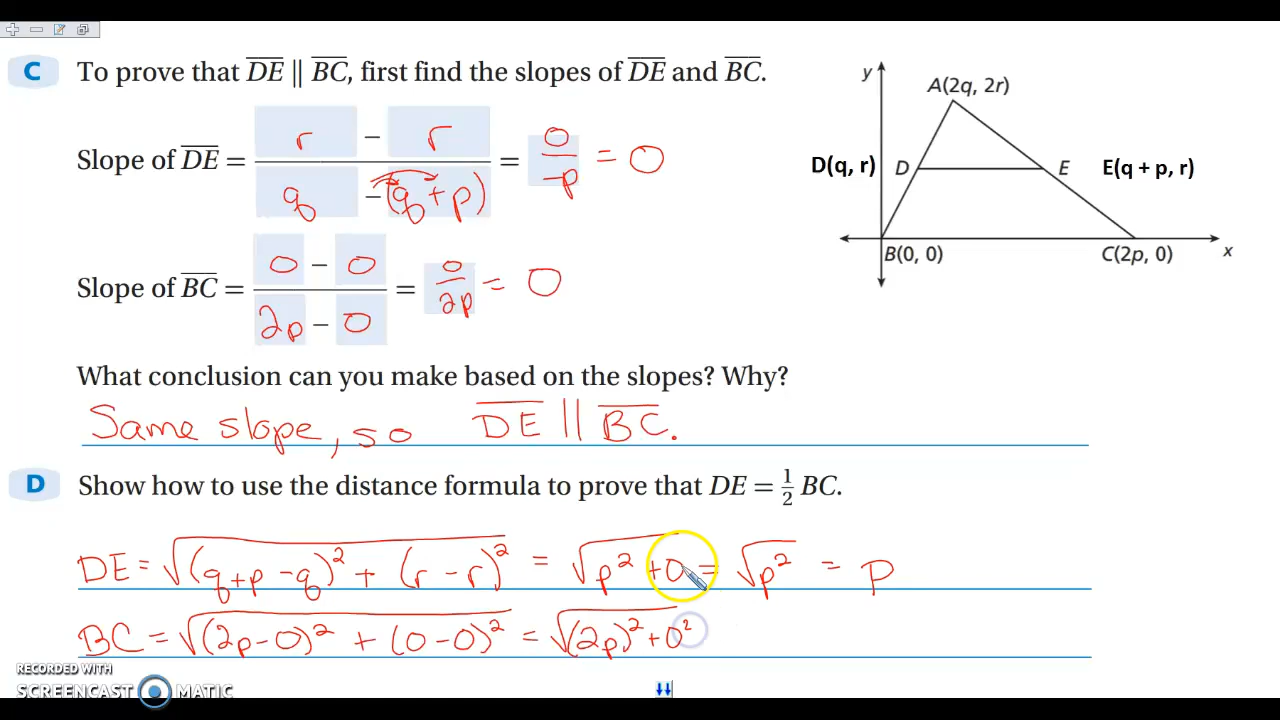 C To prove that DE ∥ BC, first find the slopes of DE and BC.
Slope of DE = r − r / q − (q + p) = 0 / −p = 0
Slope of BC = 0 − 0 / 2p − 0 = 0 / 2p = 0
y
A(2q, 2r)
D(q, r) D E E(q + p, r)
B(0, 0) C(2p, 0) x
What conclusion can you make based on the slopes? Why?
Same slope, so DE ∥ BC.
D Show how to use the distance formula to prove that DE = 1/2 BC.
DE = √(q+p − q)² + (r − r)² = √p² + 0 = √p² = p
BC = √(2p − 0)² + (0 − 0)² = √(2p)² + 0²
RECORDED WITH
SCREENCAST MATIC